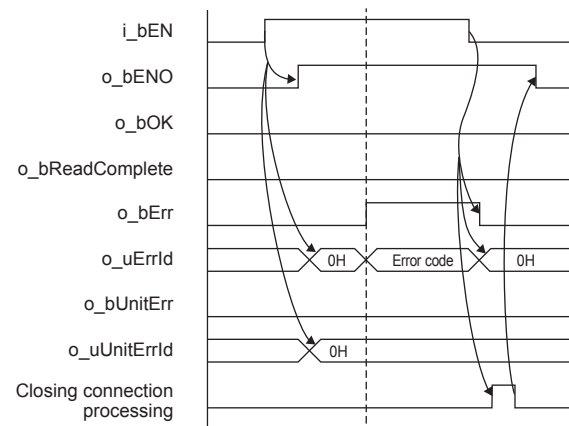 i_bEN
o_bENO
o_bOK
o_bReadComplete
o_bErr
o_uErrId 0H Error code 0H
o_bUnitErr
o_uUnitErrId 0H
Closing connection
processing